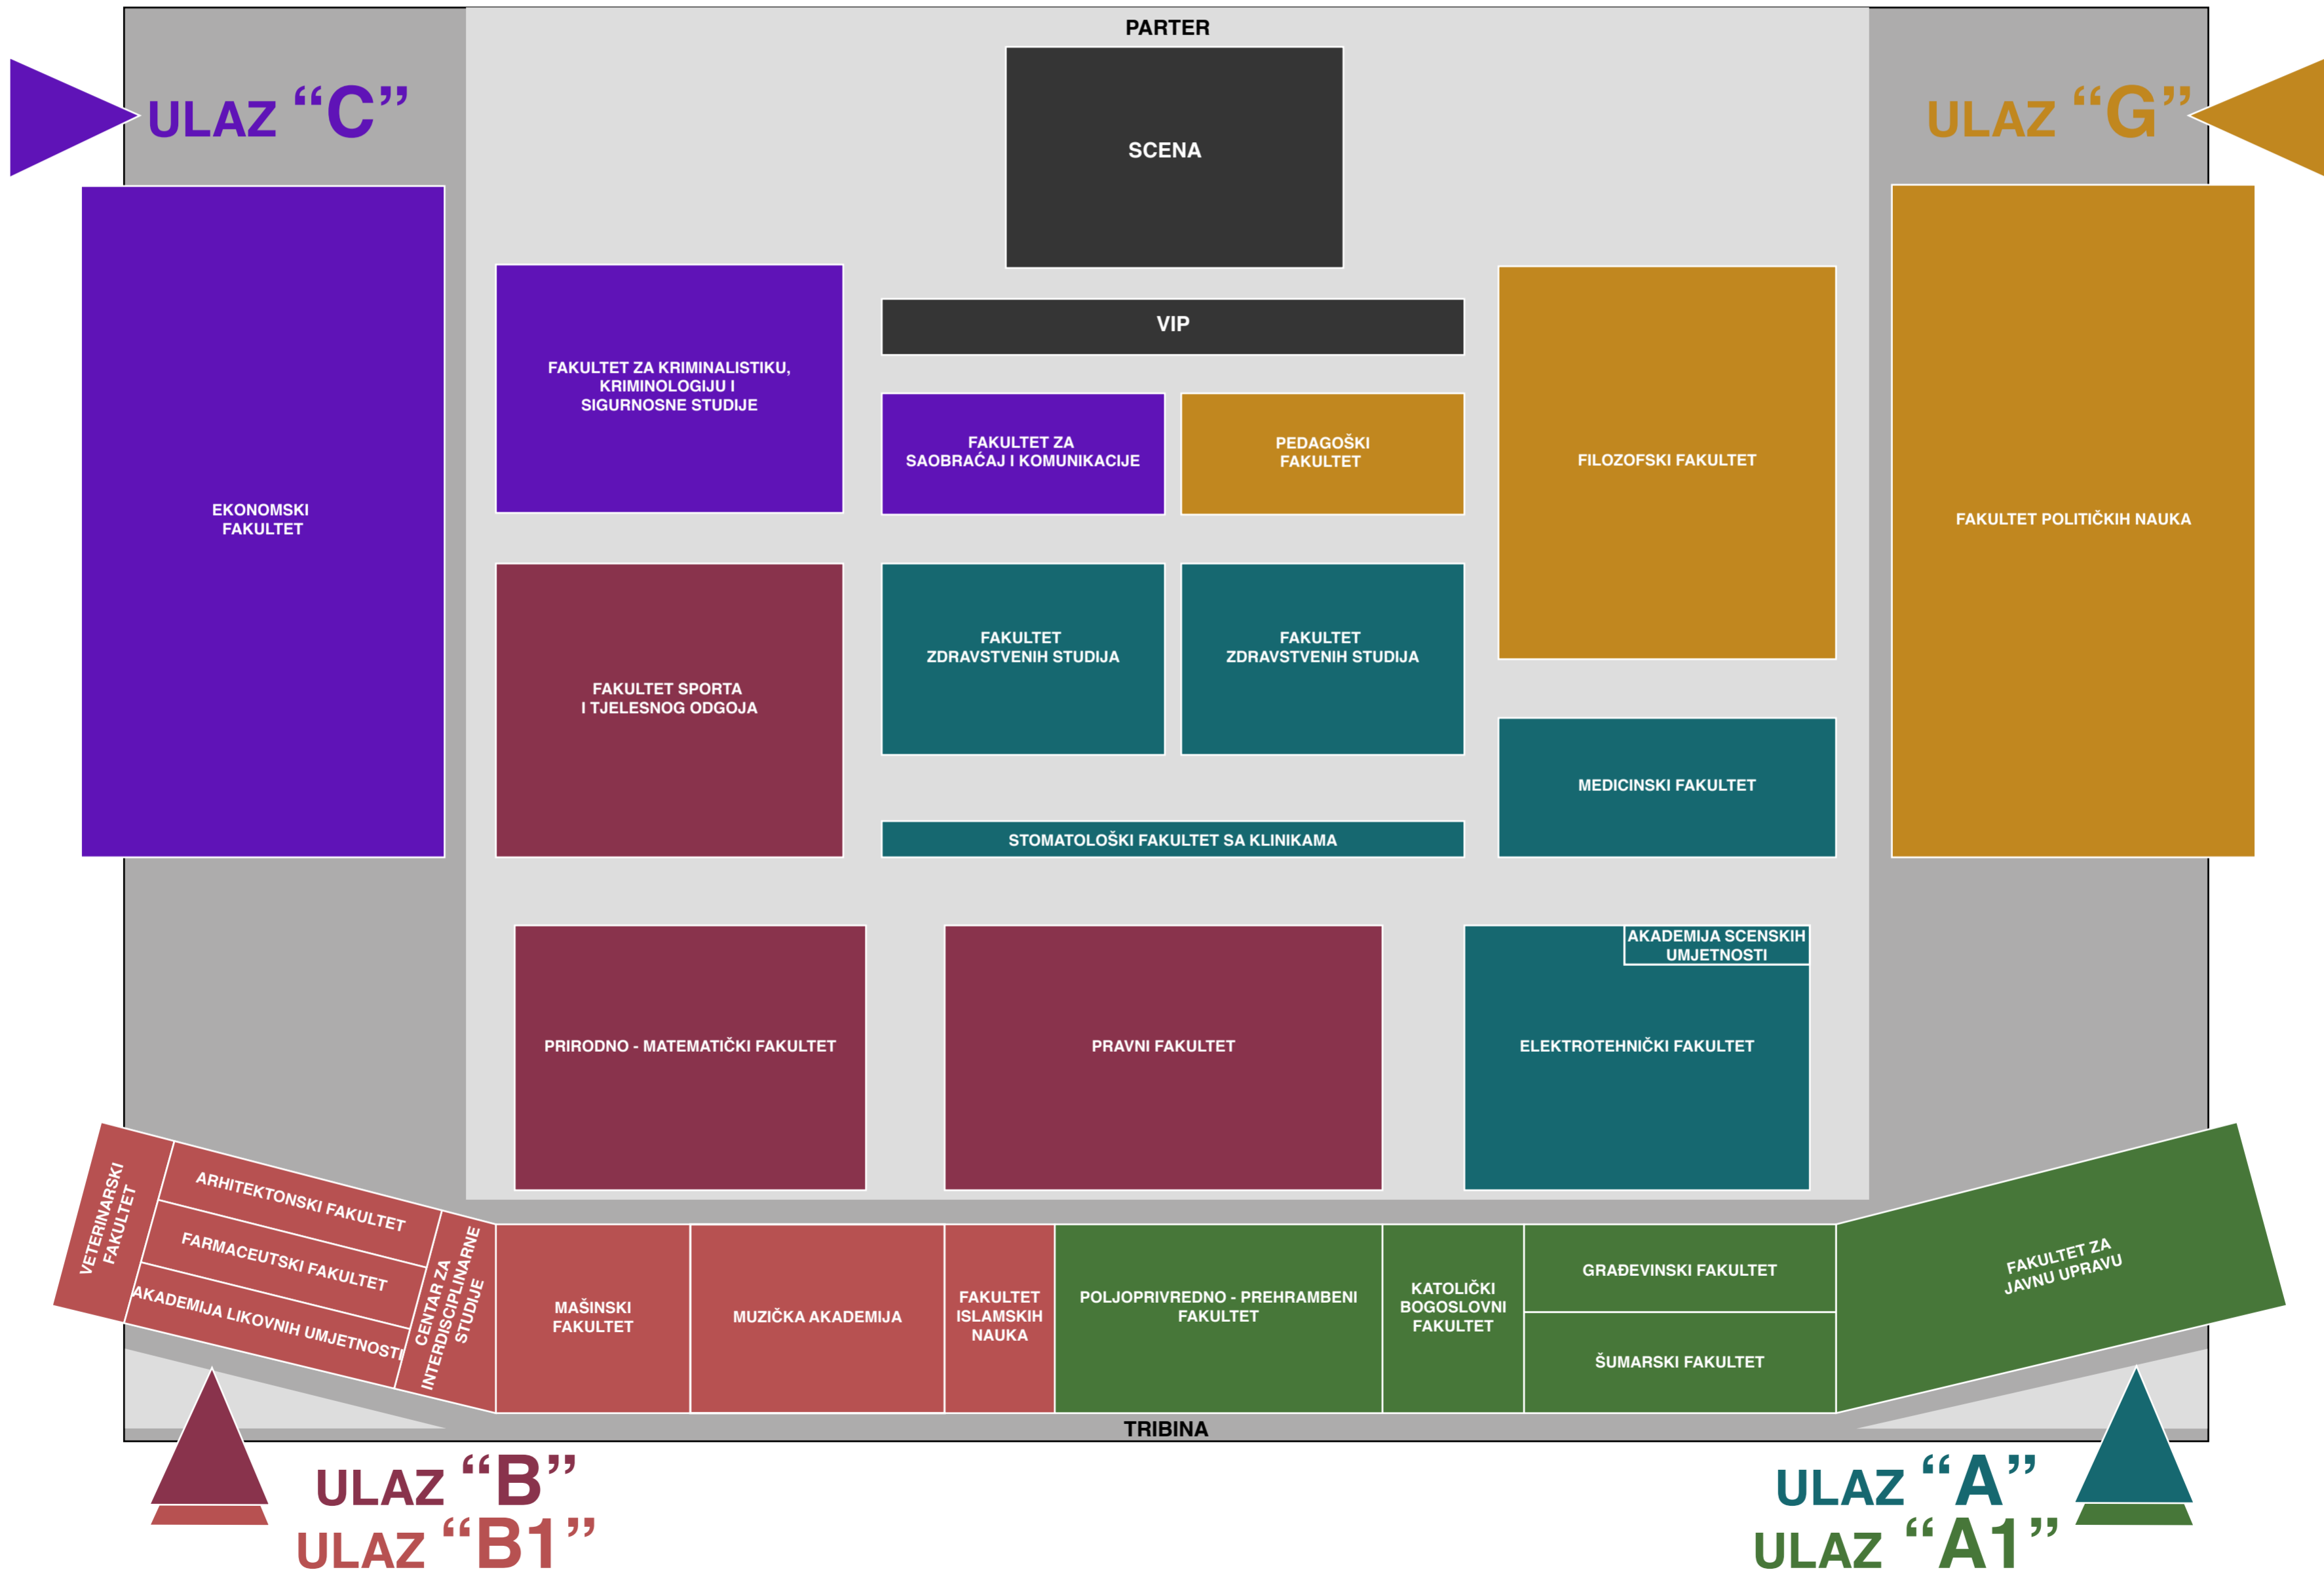 PARTER
ULAZ “C”
ULAZ “G”
SCENA
VIP
FAKULTET ZA KRIMINALISTIKU,
KRIMINOLOGIJU I
SIGURNOSNE STUDIJE
FAKULTET ZA
SAOBRAĆAJ I KOMUNIKACIJE
PEDAGOŠKI
FAKULTET
FILOZOFSKI FAKULTET
EKONOMSKI
FAKULTET
FAKULTET POLITIČKIH NAUKA
FAKULTET SPORTA
I TJELESNOG ODGOJA
FAKULTET
ZDRAVSTVENIH STUDIJA
FAKULTET
ZDRAVSTVENIH STUDIJA
MEDICINSKI FAKULTET
STOMATOLOŠKI FAKULTET SA KLINIKAMA
AKADEMIJA SCENSKIH
UMJETNOSTI
PRIRODNO - MATEMATIČKI FAKULTET
PRAVNI FAKULTET
ELEKTROTEHNIČKI FAKULTET
VETERINARSKI
FAKULTET
ARHITEKTONSKI FAKULTET
FARMACEUTSKI FAKULTET
AKADEMIJA LIKOVNIH UMJETNOSTI
CENTAR ZA
INTERDISCIPLINARNE
STUDIJE
MAŠINSKI
FAKULTET
MUZIČKA AKADEMIJA
FAKULTET
ISLAMSKIH
NAUKA
POLJOPRIVREDNO - PREHRAMBENI
FAKULTET
KATOLIČKI
BOGOSLOVNI
FAKULTET
GRAĐEVINSKI FAKULTET
ŠUMARSKI FAKULTET
FAKULTET ZA
JAVNU UPRAVU
TRIBINA
ULAZ “B”
ULAZ “B1”
ULAZ “A”
ULAZ “A1”